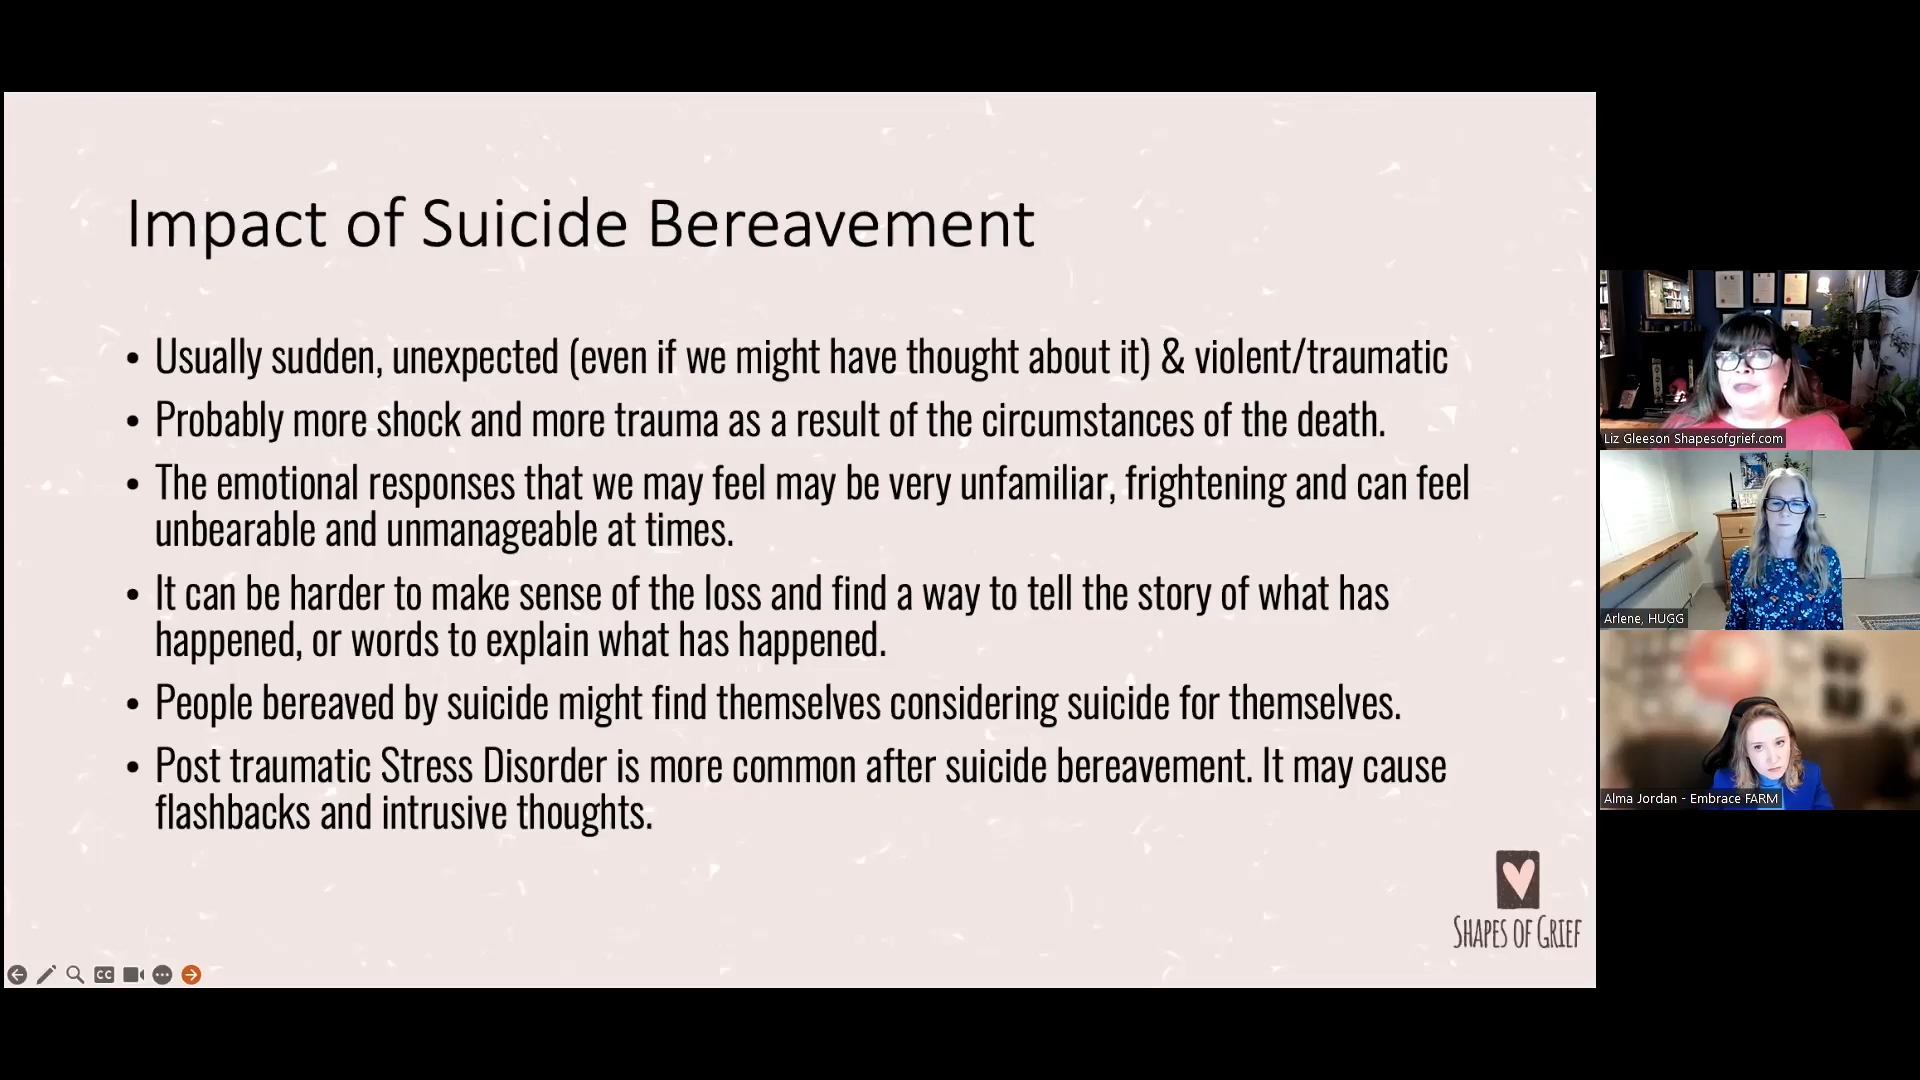 Impact of Suicide Bereavement
• Usually sudden, unexpected (even if we might have thought about it) & violent/traumatic
• Probably more shock and more trauma as a result of the circumstances of the death.
• The emotional responses that we may feel may be very unfamiliar, frightening and can feel
unbearable and unmanageable at times.
• It can be harder to make sense of the loss and find a way to tell the story of what has
happened, or words to explain what has happened.
• People bereaved by suicide might find themselves considering suicide for themselves.
• Post traumatic Stress Disorder is more common after suicide bereavement. It may cause
flashbacks and intrusive thoughts.
SHAPES OF GRIEF
CC
Liz Gleeson Shapesofgrief.com
Arlene, HUGG
Alma Jordan - Embrace FARM